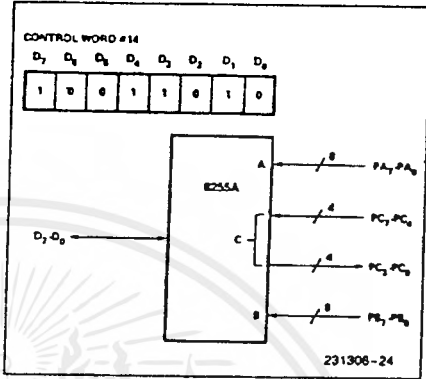 CONTROL WORD #14
D7 D6 D5 D4 D3 D2 D1 D0
1 0 0 1 1 0 1 0
8255A
A
8
PA7-PA0
4
PC7-PC4
D7-D0
C
4
PC3-PC0
B
8
PB7-PB0
231308-24